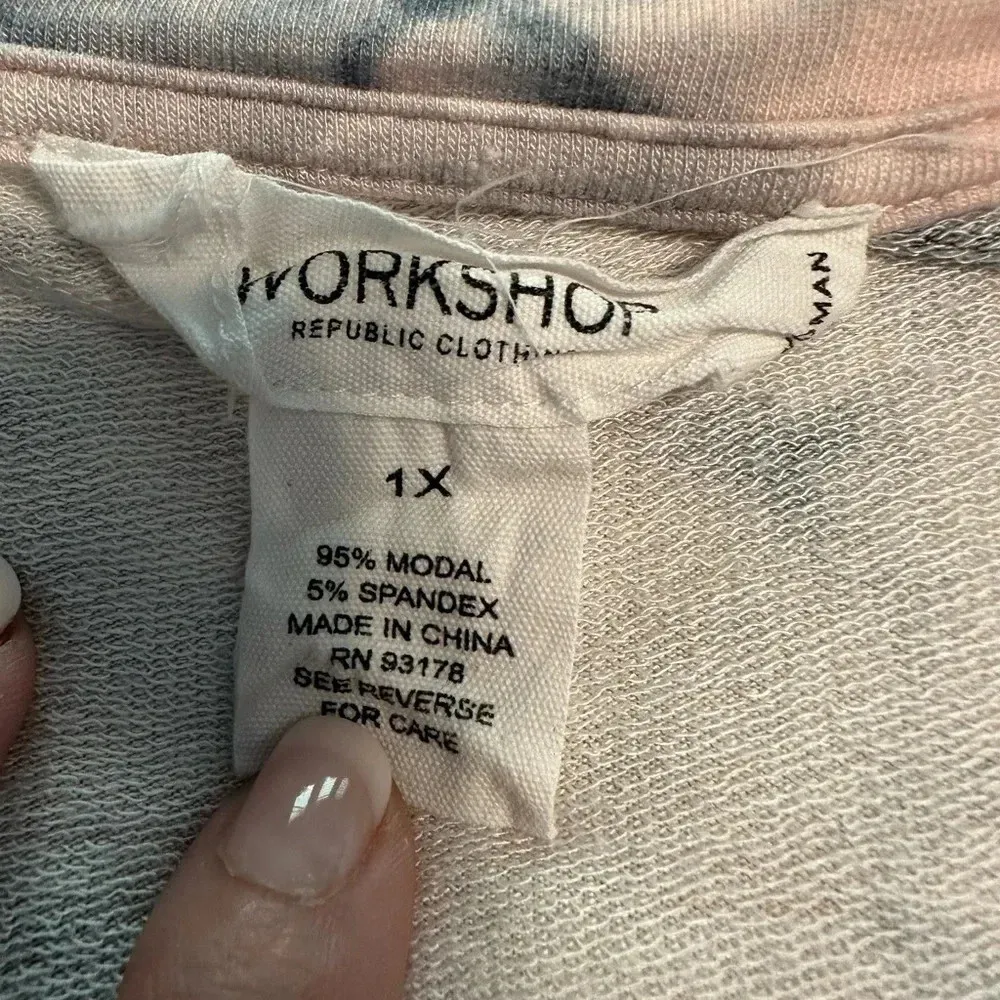 WORKSHOP
REPUBLIC CLOTHING
1X
95% MODAL
5% SPANDEX
MADE IN CHINA
RN 93178
SEE REVERSE
FOR CARE